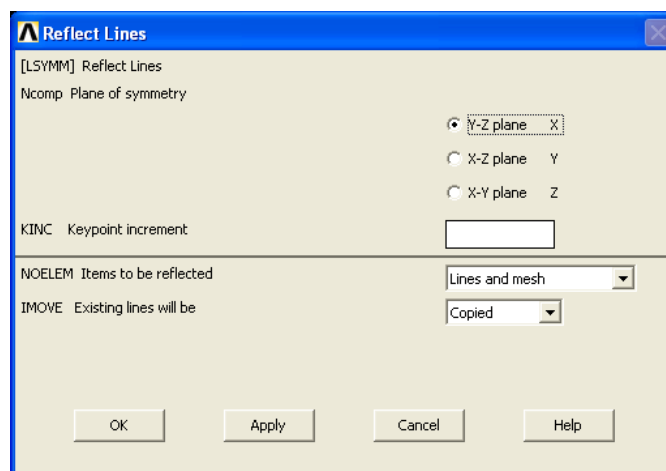 Reflect Lines
[LSYMM] Reflect Lines
Ncomp Plane of symmetry
Y-Z plane X
X-Z plane Y
X-Y plane Z
KINC Keypoint increment
NOELEM Items to be reflected Lines and mesh
IMOVE Existing lines will be Copied
OK Apply Cancel Help